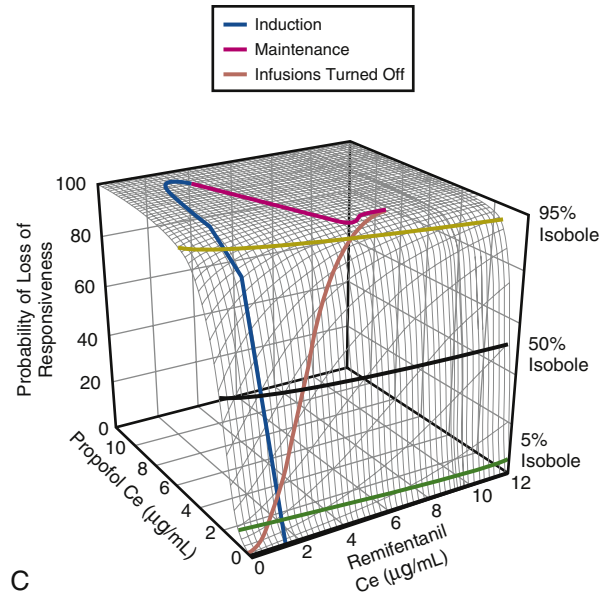 Induction
Maintenance
Infusions Turned Off
100
80
60
40
20
0
Probability of Loss of
Responsiveness
10
8
6
4
2
0
Propofol Ce (μg/mL)
0
2
4
6
8
10
12
Remifentanil
Ce (μg/mL)
95%
Isobole
50%
Isobole
5%
Isobole
C